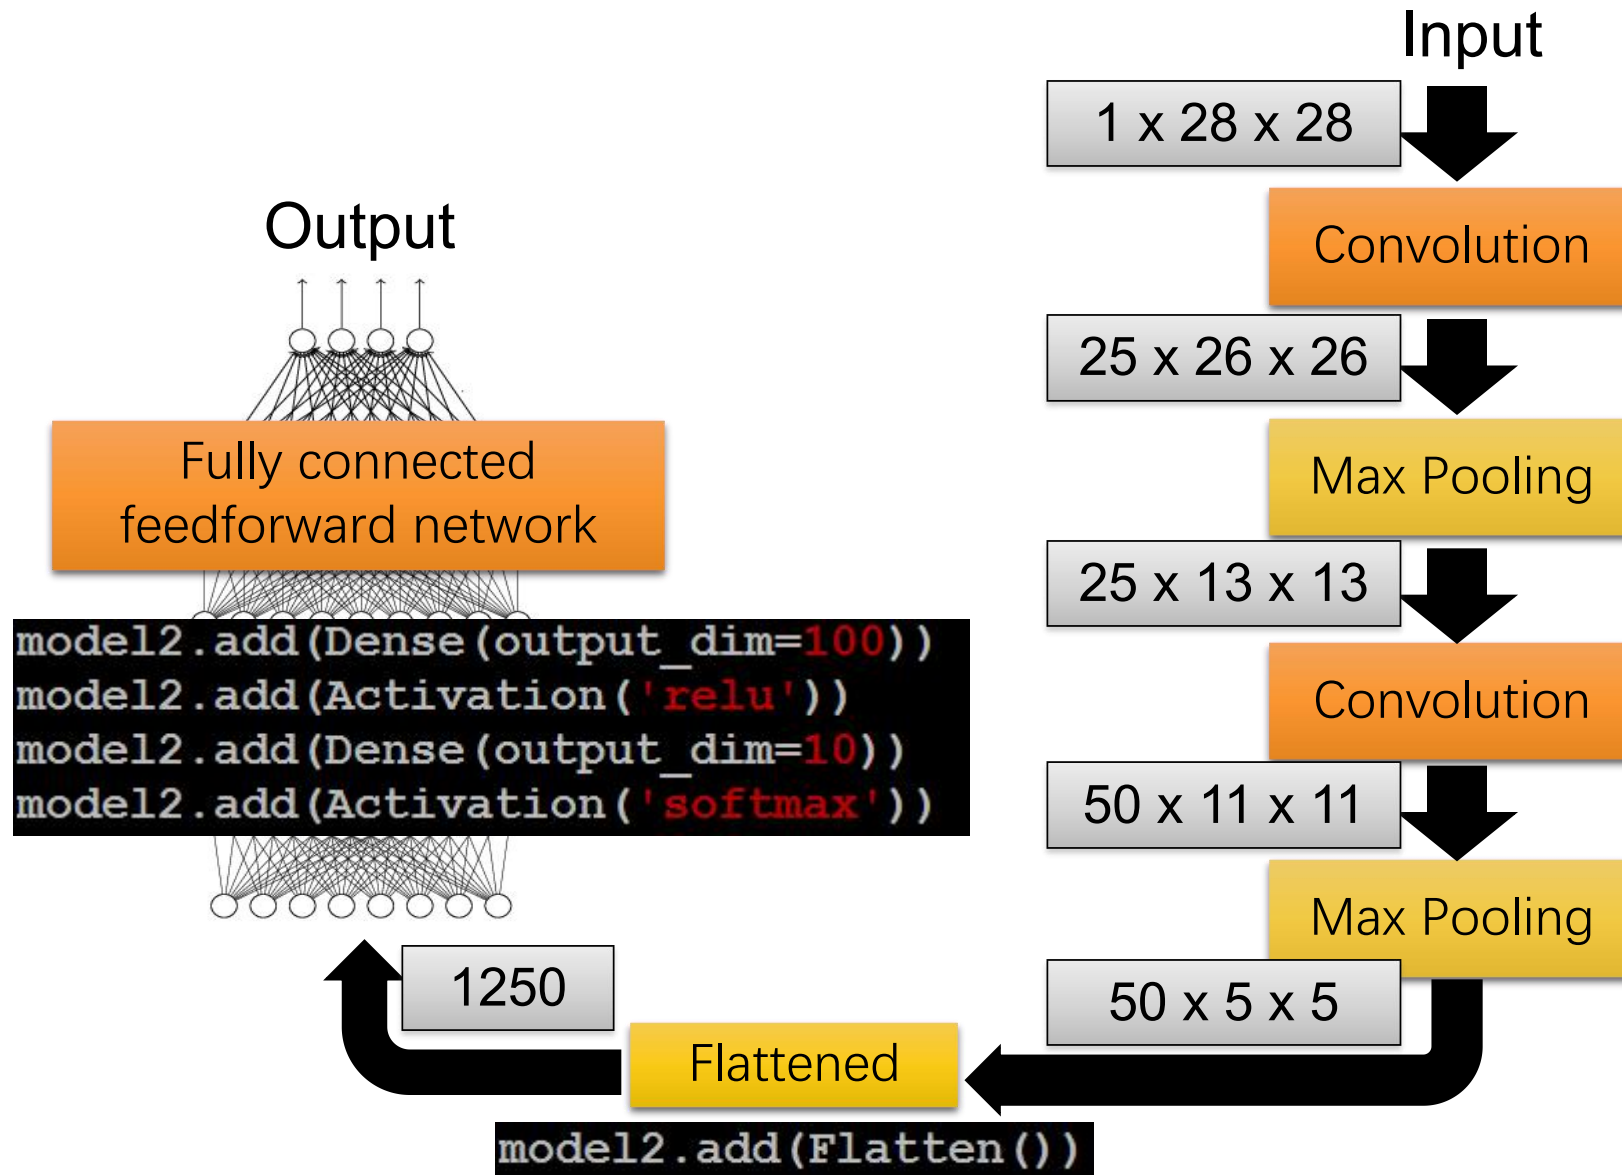 Input
1 x 28 x 28
Convolution
25 x 26 x 26
Max Pooling
25 x 13 x 13
Convolution
50 x 11 x 11
Max Pooling
50 x 5 x 5
Flattened
model2.add(Flatten())
1250
model2.add(Dense(output_dim=100))
model2.add(Activation('relu'))
model2.add(Dense(output_dim=10))
model2.add(Activation('softmax'))
Fully connected
feedforward network
Output